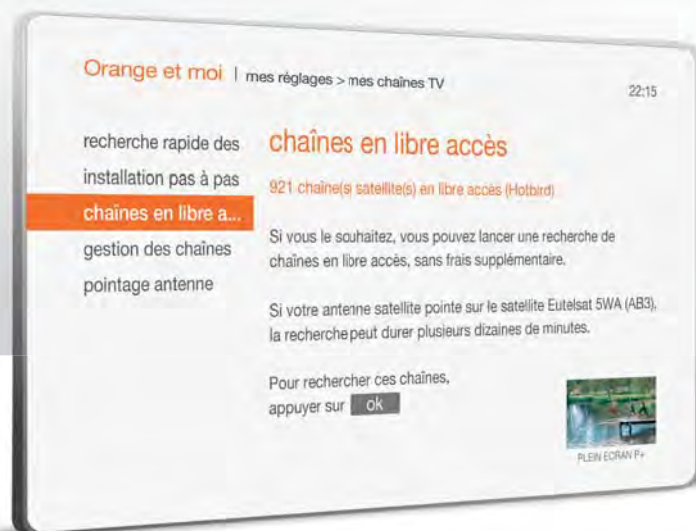 Orange et moi | mes réglages > mes chaînes TV
22:15
recherche rapide des
installation pas à pas
chaînes en libre a...
gestion des chaînes
pointage antenne
chaînes en libre accès
921 chaîne(s) satellite(s) en libre accès (Hotbird)
Si vous le souhaitez, vous pouvez lancer une recherche de
chaînes en libre accès, sans frais supplémentaire.
Si votre antenne satellite pointe sur le satellite Eutelsat 5WA (AB3),
la recherche peut durer plusieurs dizaines de minutes.
Pour rechercher ces chaînes,
appuyer sur ok
PLEIN ECRAN P+